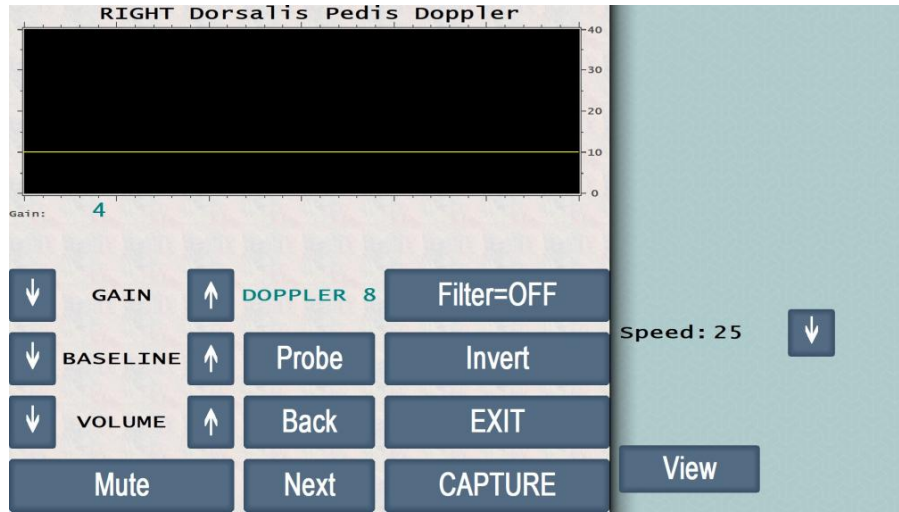 RIGHT Dorsalis Pedis Doppler
40
30
20
10
0
Gain: 4
GAIN DOPPLER 8 Filter=OFF
Speed: 25
BASELINE Probe Invert
VOLUME Back EXIT
View
Mute Next CAPTURE